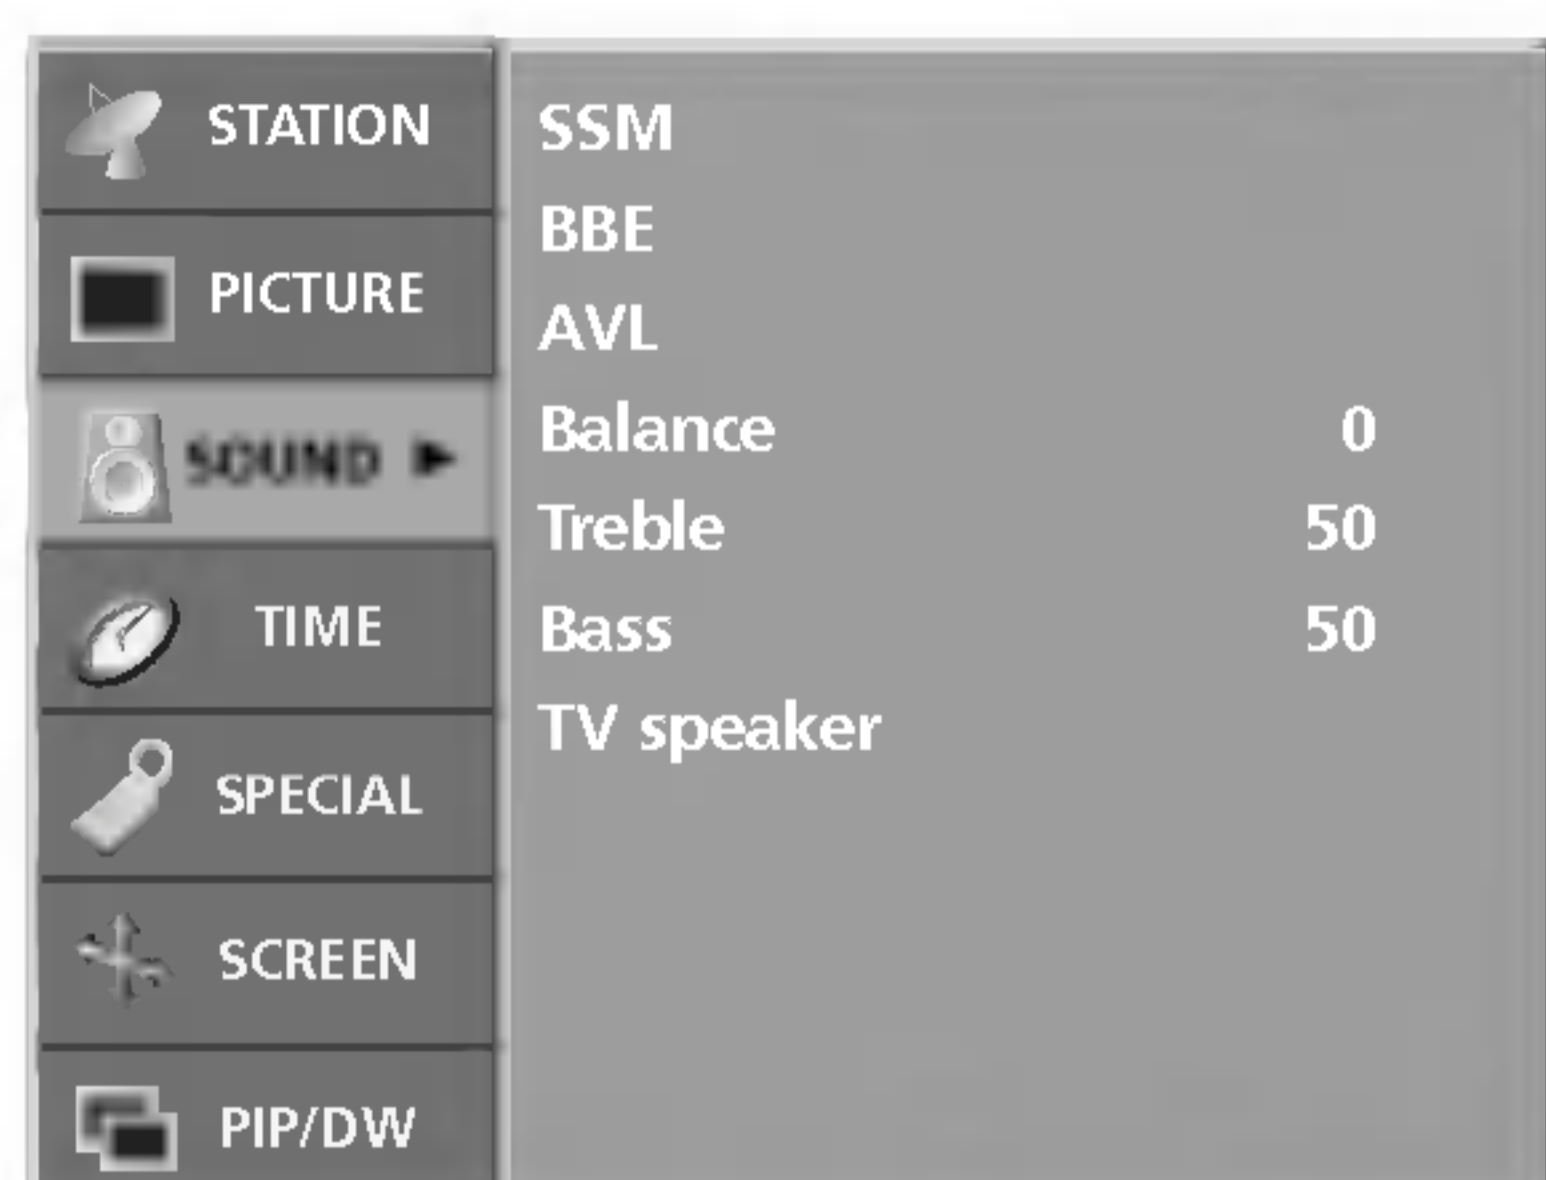 STATION
PICTURE
SOUND ►
TIME
SPECIAL
SCREEN
PIP/DW
SSM
BBE
AVL
Balance 0
Treble 50
Bass 50
TV speaker